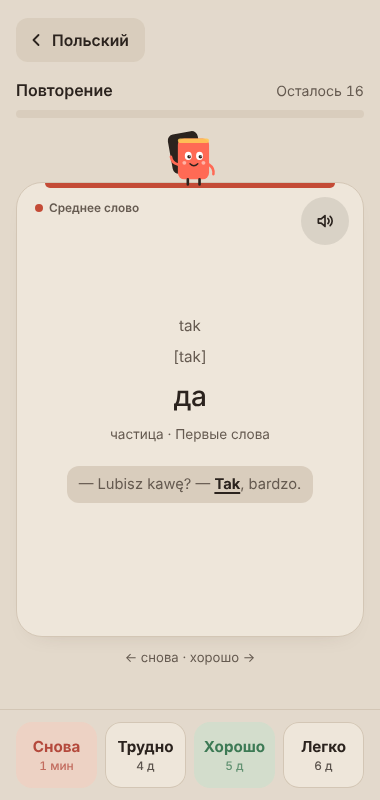 Польский
Повторение
Осталось 16
Среднее слово
tak
[tak]
да
частица · Первые слова
— Lubisz kawę? — Tak, bardzo.
← снова · хорошо →
Снова
1 мин
Трудно
4 д
Хорошо
5 д
Легко
6 д